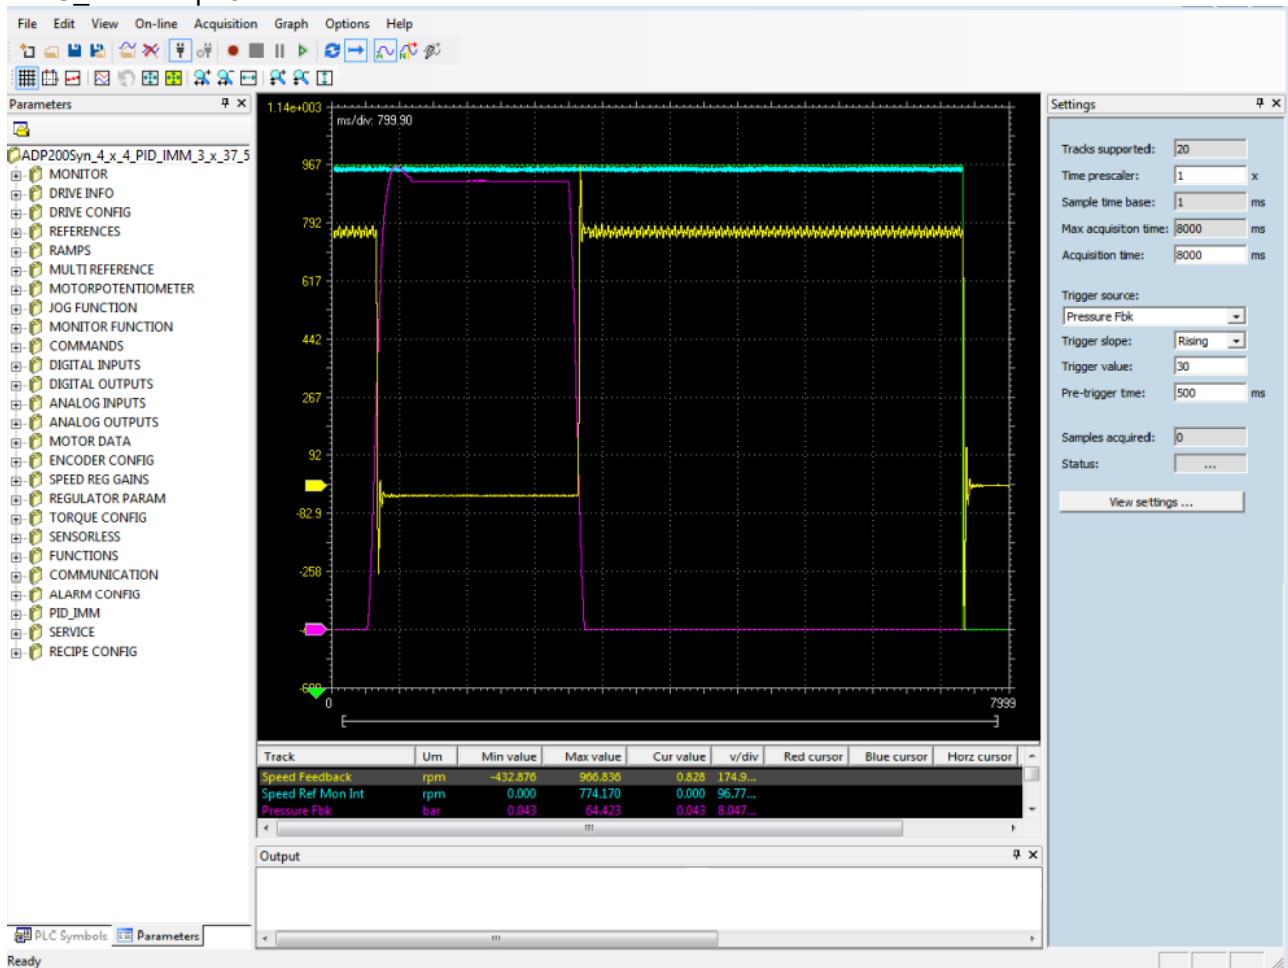 File Edit View On-line Acquisition Graph Options Help
Parameters
ADP200Syn_4_x_4_PID_IMM_3_x_37_5
MONITOR
DRIVE INFO
DRIVE CONFIG
REFERENCES
RAMPS
MULTI REFERENCE
MOTORPOTENTIOMETER
JOG FUNCTION
MONITOR FUNCTION
COMMANDS
DIGITAL INPUTS
DIGITAL OUTPUTS
ANALOG INPUTS
ANALOG OUTPUTS
MOTOR DATA
ENCODER CONFIG
SPEED REG GAINS
REGULATOR PARAM
TORQUE CONFIG
SENSORLESS
FUNCTIONS
COMMUNICATION
ALARM CONFIG
PID_IMM
SERVICE
RECIPE CONFIG
PLC Symbols Parameters
Ready
1.14e+003
ms/div: 799.90
967
792
617
442
267
92
-82.9
-258
0 7999
Track Um Min value Max value Cur value v/div Red cursor Blue cursor Horz cursor
Speed Feedback rpm -432.876 966.836 0.828 174.9...
Speed Ref Mon Int rpm 0.000 774.170 0.000 96.77...
Pressure Fbk bar 0.043 64.423 0.043 8.047...
Output
Settings
Tracks supported: 20
Time prescaler: 1 x
Sample time base: 1 ms
Max acquisition time: 8000 ms
Acquisition time: 8000 ms
Trigger source:
Pressure Fbk
Trigger slope: Rising
Trigger value: 30
Pre-trigger time: 500 ms
Samples acquired: 0
Status: ...
View settings ...